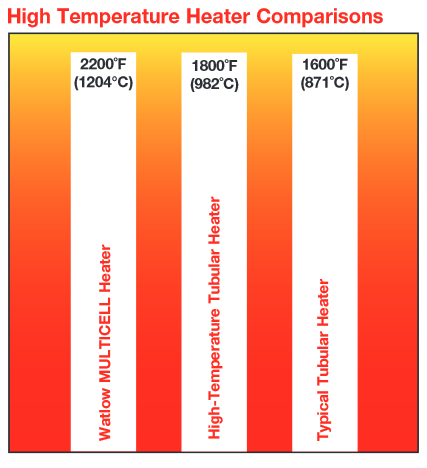 High Temperature Heater Comparisons
2200°F
(1204°C)
1800°F
(982°C)
1600°F
(871°C)
Watlow MULTICELL Heater
High-Temperature Tubular Heater
Typical Tubular Heater